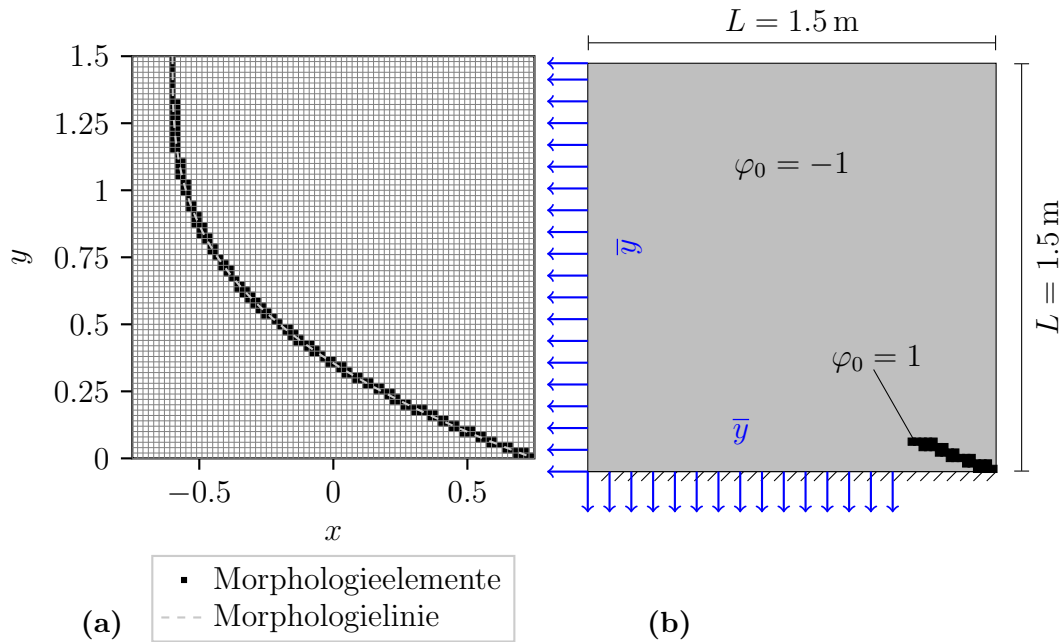 1.5
1.25
1
0.75
0.5
0.25
0
y
−0.5
0
0.5
x
Morphologieelemente
Morphologielinie
(a)
L = 1.5 m
φ₀ = −1
y̅
L = 1.5 m
φ₀ = 1
y̅
(b)